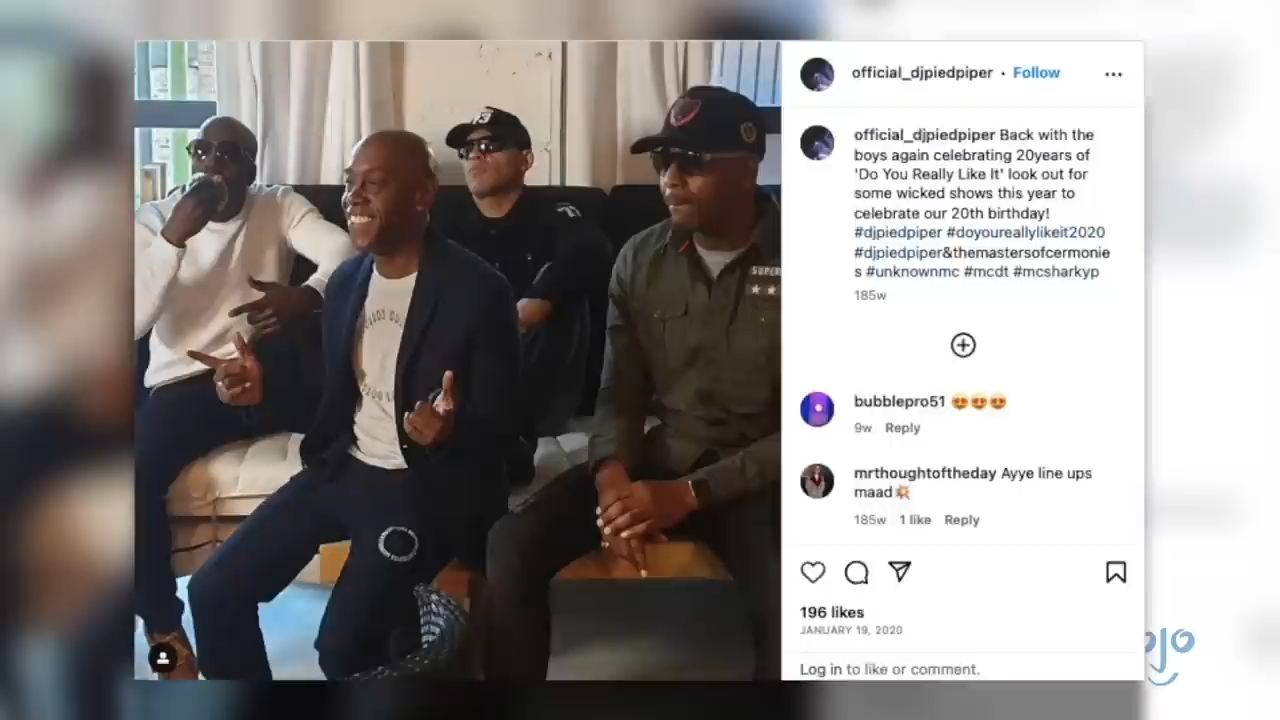 official_djpiedpiper • Follow
official_djpiedpiper Back with the
boys again celebrating 20years of
'Do You Really Like It' look out for
some wicked shows this year to
celebrate our 20th birthday!
#djpiedpiper #doyoureallylikeit2020
#djpiedpiper&themastersofcermonie
s #unknownmc #mcdt #mcsharkyp
185w
bubblepro51 😍😍😍
9w Reply
mrthoughtoftheday Ayye line ups
maad💥
185w 1 like Reply
196 likes
JANUARY 19, 2020
Log in to like or comment.
SUPER
ojo